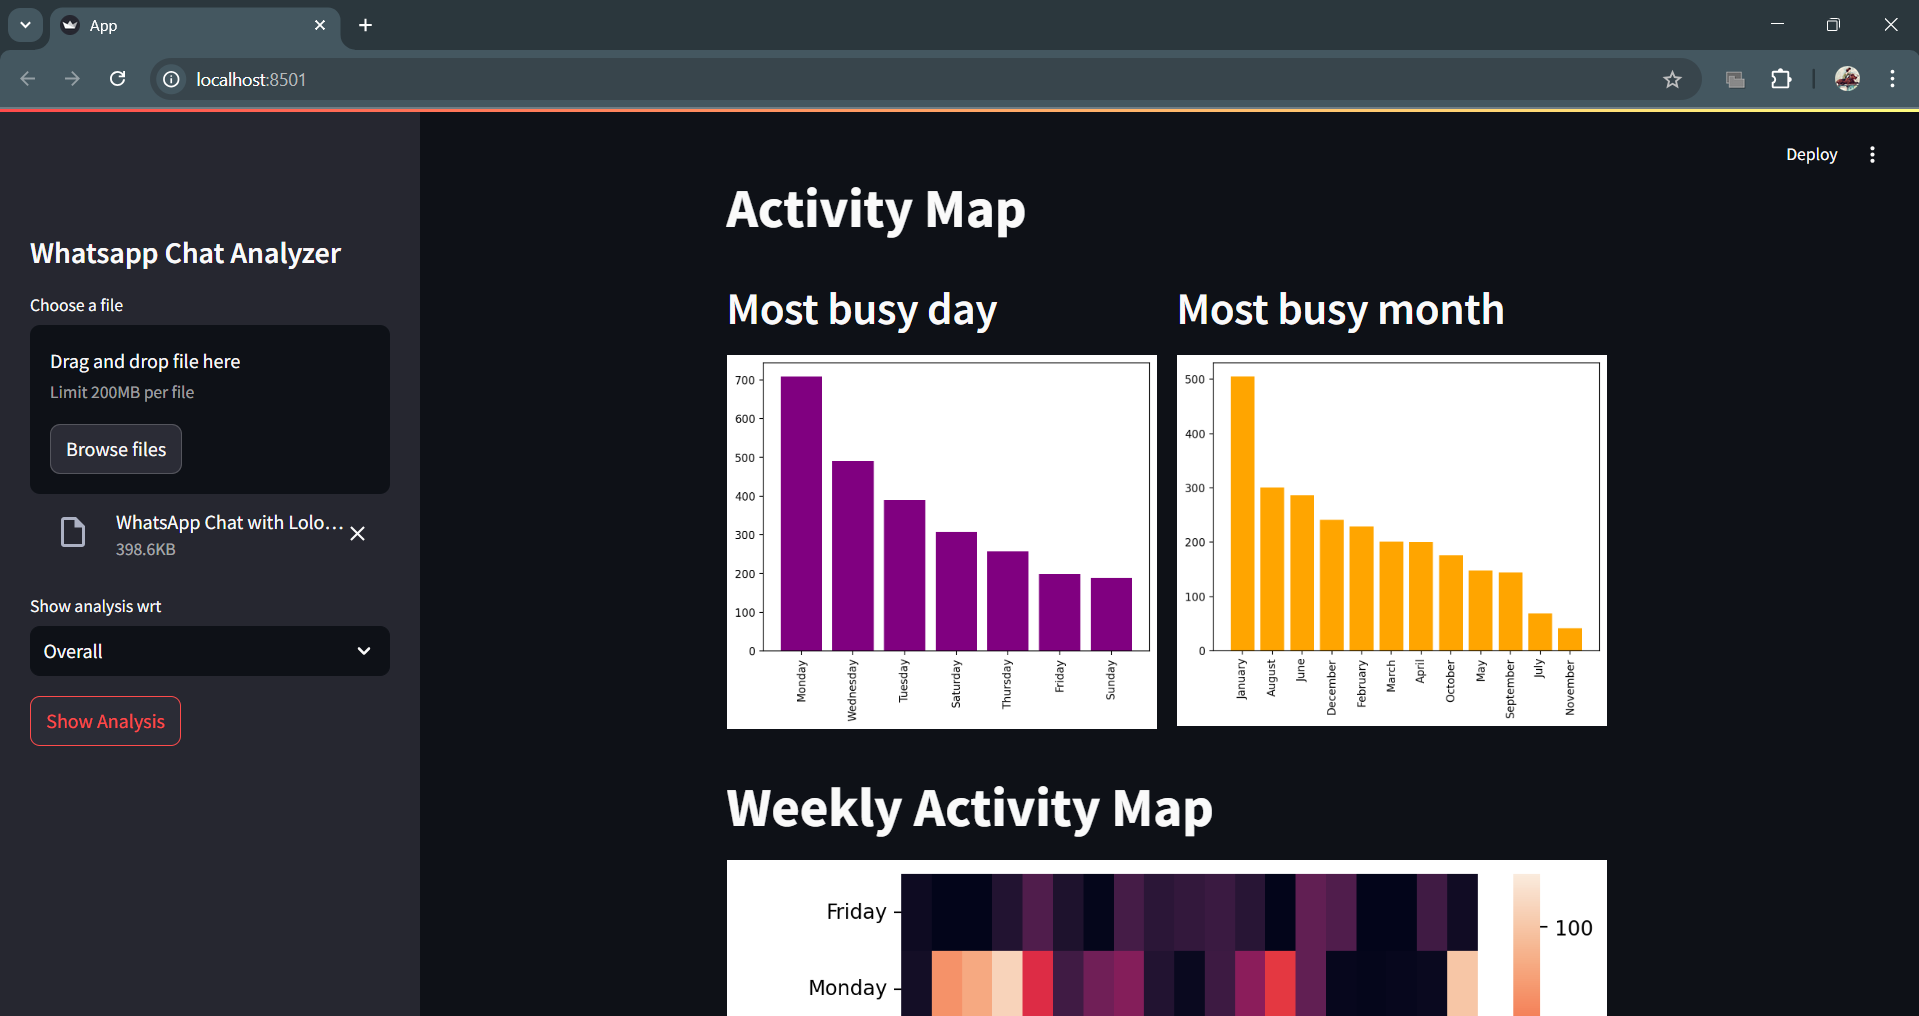 App
localhost:8501
Deploy
Whatsapp Chat Analyzer
Choose a file
Drag and drop file here
Limit 200MB per file
Browse files
WhatsApp Chat with Lolo...
398.6KB
Show analysis wrt
Overall
Show Analysis
Activity Map
Most busy day
700
600
500
400
300
200
100
0
Monday
Wednesday
Tuesday
Saturday
Thursday
Friday
Sunday
Most busy month
500
400
300
200
100
0
January
August
June
December
February
March
April
October
May
September
July
November
Weekly Activity Map
Friday
Monday
100